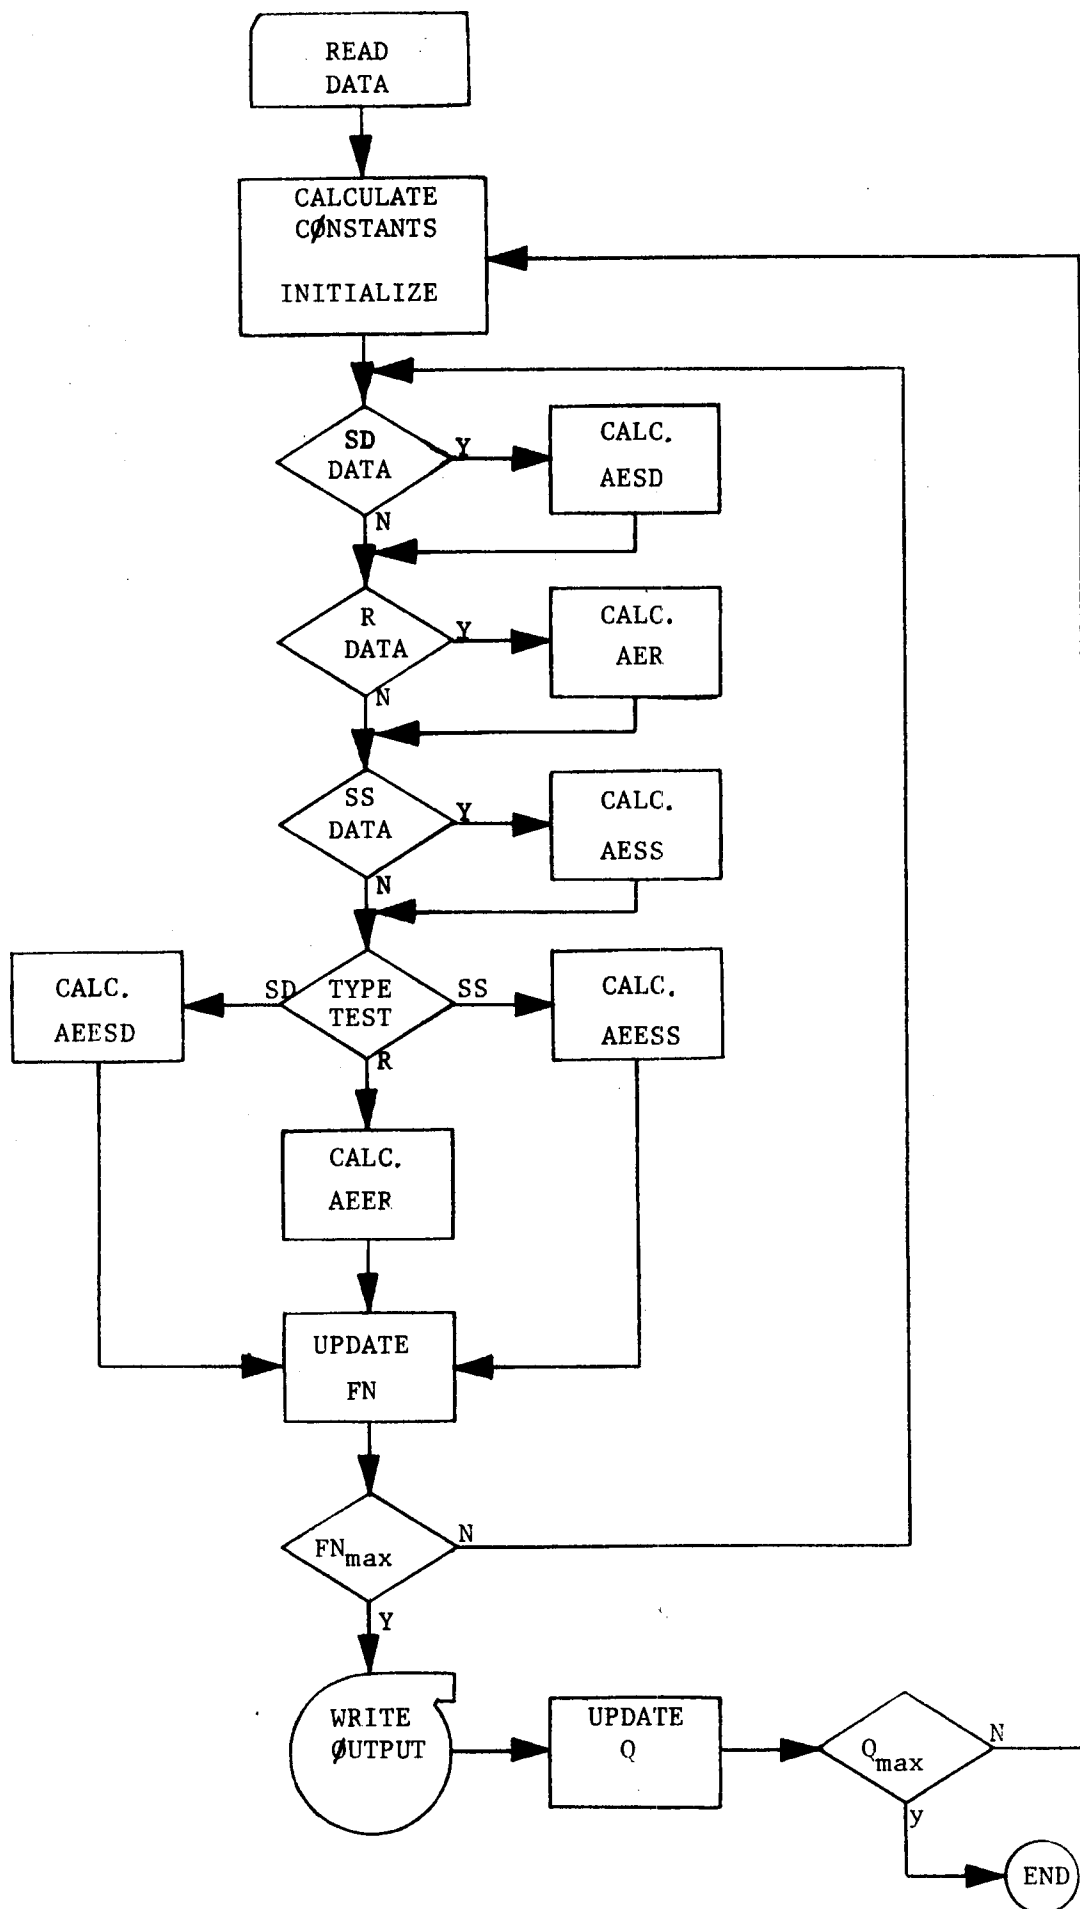 READ
DATA
CALCULATE
CØNSTANTS
INITIALIZE
SD
DATA
Y
N
CALC.
AESD
R
DATA
Y
N
CALC.
AER
SS
DATA
Y
N
CALC.
AESS
TYPE
TEST
SD
SS
R
CALC.
AEESD
CALC.
AEESS
CALC.
AEER
UPDATE
FN
FNmax
N
Y
WRITE
ØUTPUT
UPDATE
Q
Qmax
N
y
END